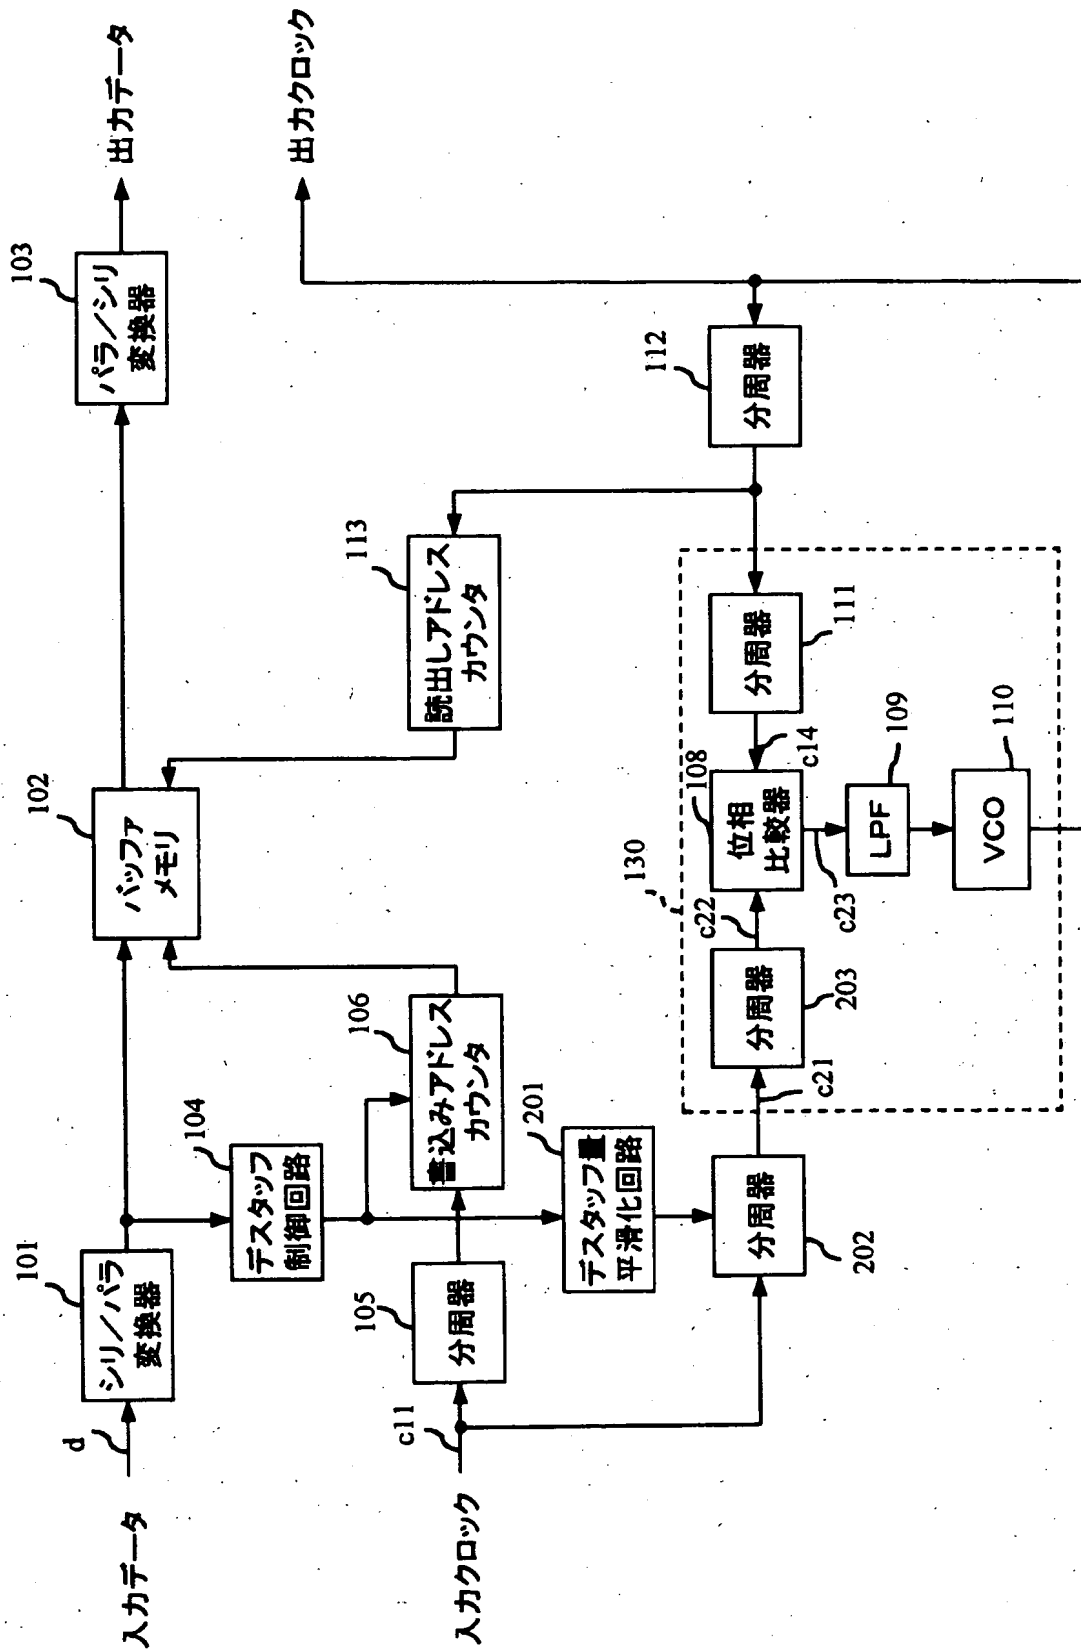 入力データ
d
101
シリ/パラ
変換器
102
バッファ
メモリ
103
パラ/シリ
変換器
出力データ
104
デスタッフ
制御回路
入力クロック
c11
105
分周器
106
書込みアドレス
カウンタ
113
読出しアドレス
カウンタ
出力クロック
201
デスタッフ量
平滑化回路
202
分周器
c21
130
203
分周器
c22
108
位相
比較器
c14
111
分周器
112
分周器
c23
109
LPF
110
VCO